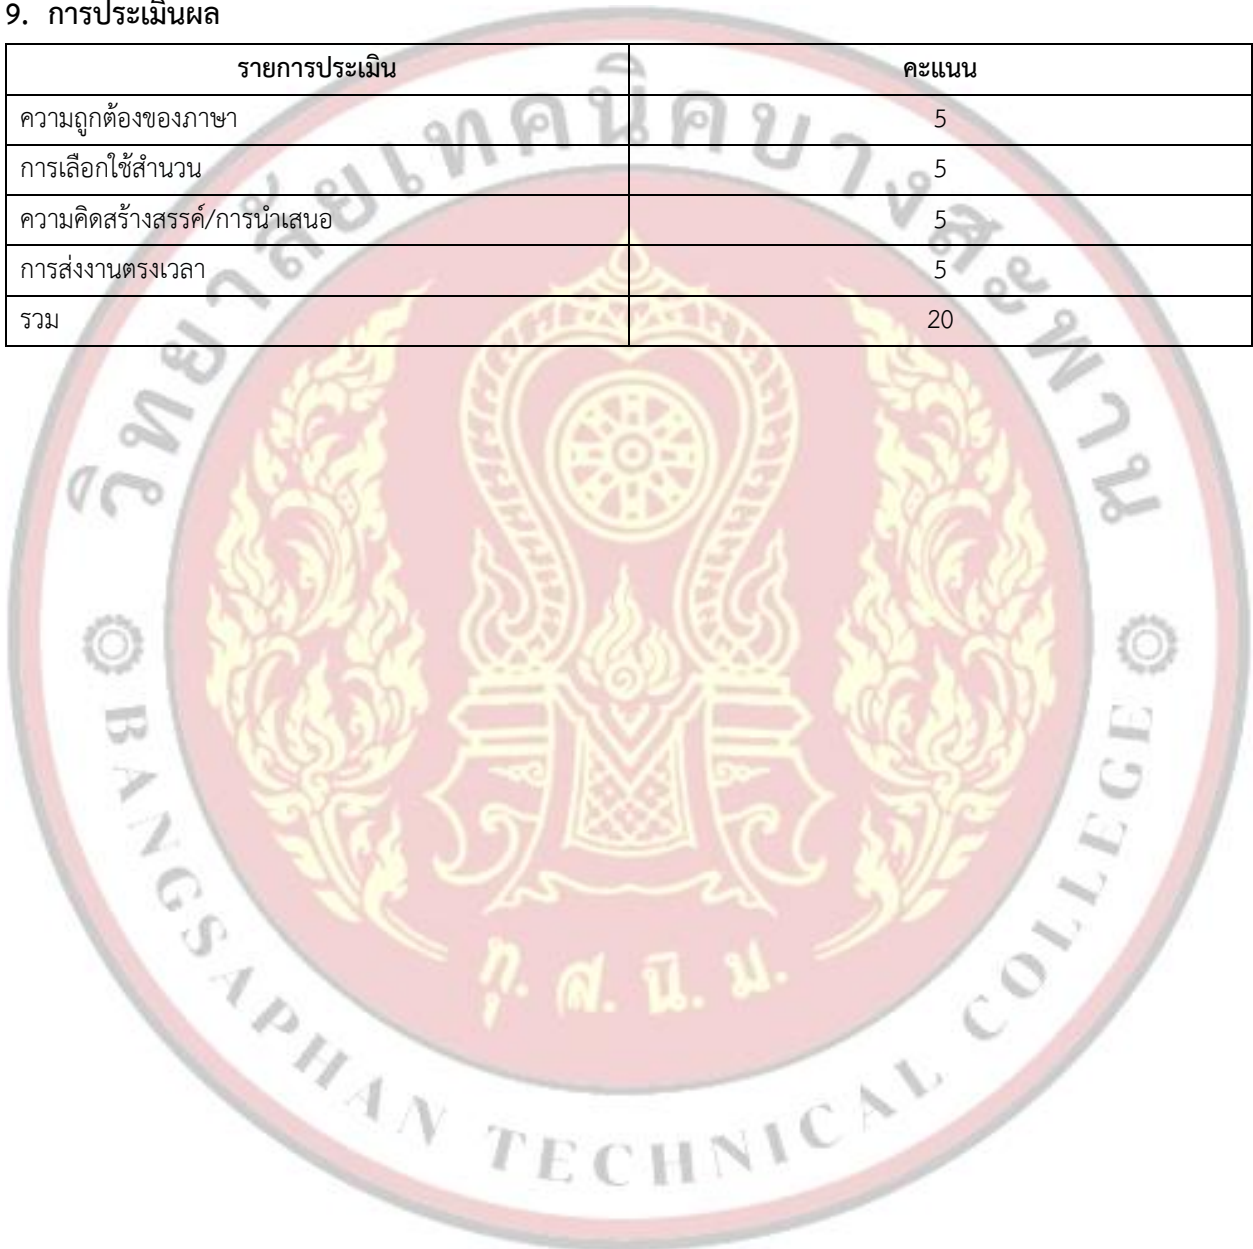 9. การประเมินผล
รายการประเมิน คะแนน
ความถูกต้องของภาษา 5
การเลือกใช้สำนวน 5
ความคิดสร้างสรรค์/การนำเสนอ 5
การส่งงานตรงเวลา 5
รวม 20
วิทยาลัยเทคนิคบางสะพาน
ทุ. ส. นิ. ม.
BANGSAPHAN TECHNICAL COLLEGE